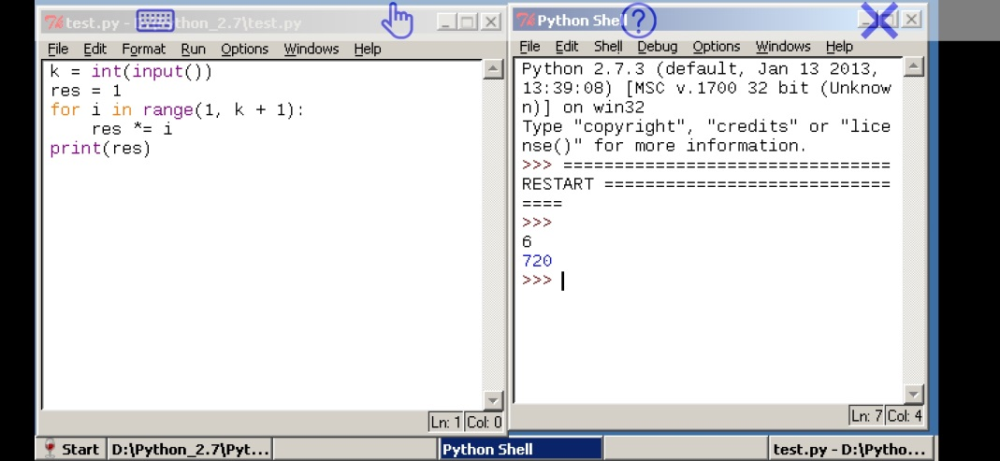 test.py - D:\Python_2.7\test.py
File Edit Format Run Options Windows Help
k = int(input())
res = 1
for i in range(1, k + 1):
    res *= i
print(res)
Ln: 1 Col: 0
Python Shell
File Edit Shell Debug Options Windows Help
Python 2.7.3 (default, Jan 13 2013,
13:39:08) [MSC v.1700 32 bit (Unknow
n)] on win32
Type "copyright", "credits" or "lice
nse()" for more information.
>>> ================================
RESTART ============================
====
>>>
6
720
>>>
Ln: 7 Col: 4
Start D:\Python_2.7\Pyt... Python Shell test.py - D:\Pytho...